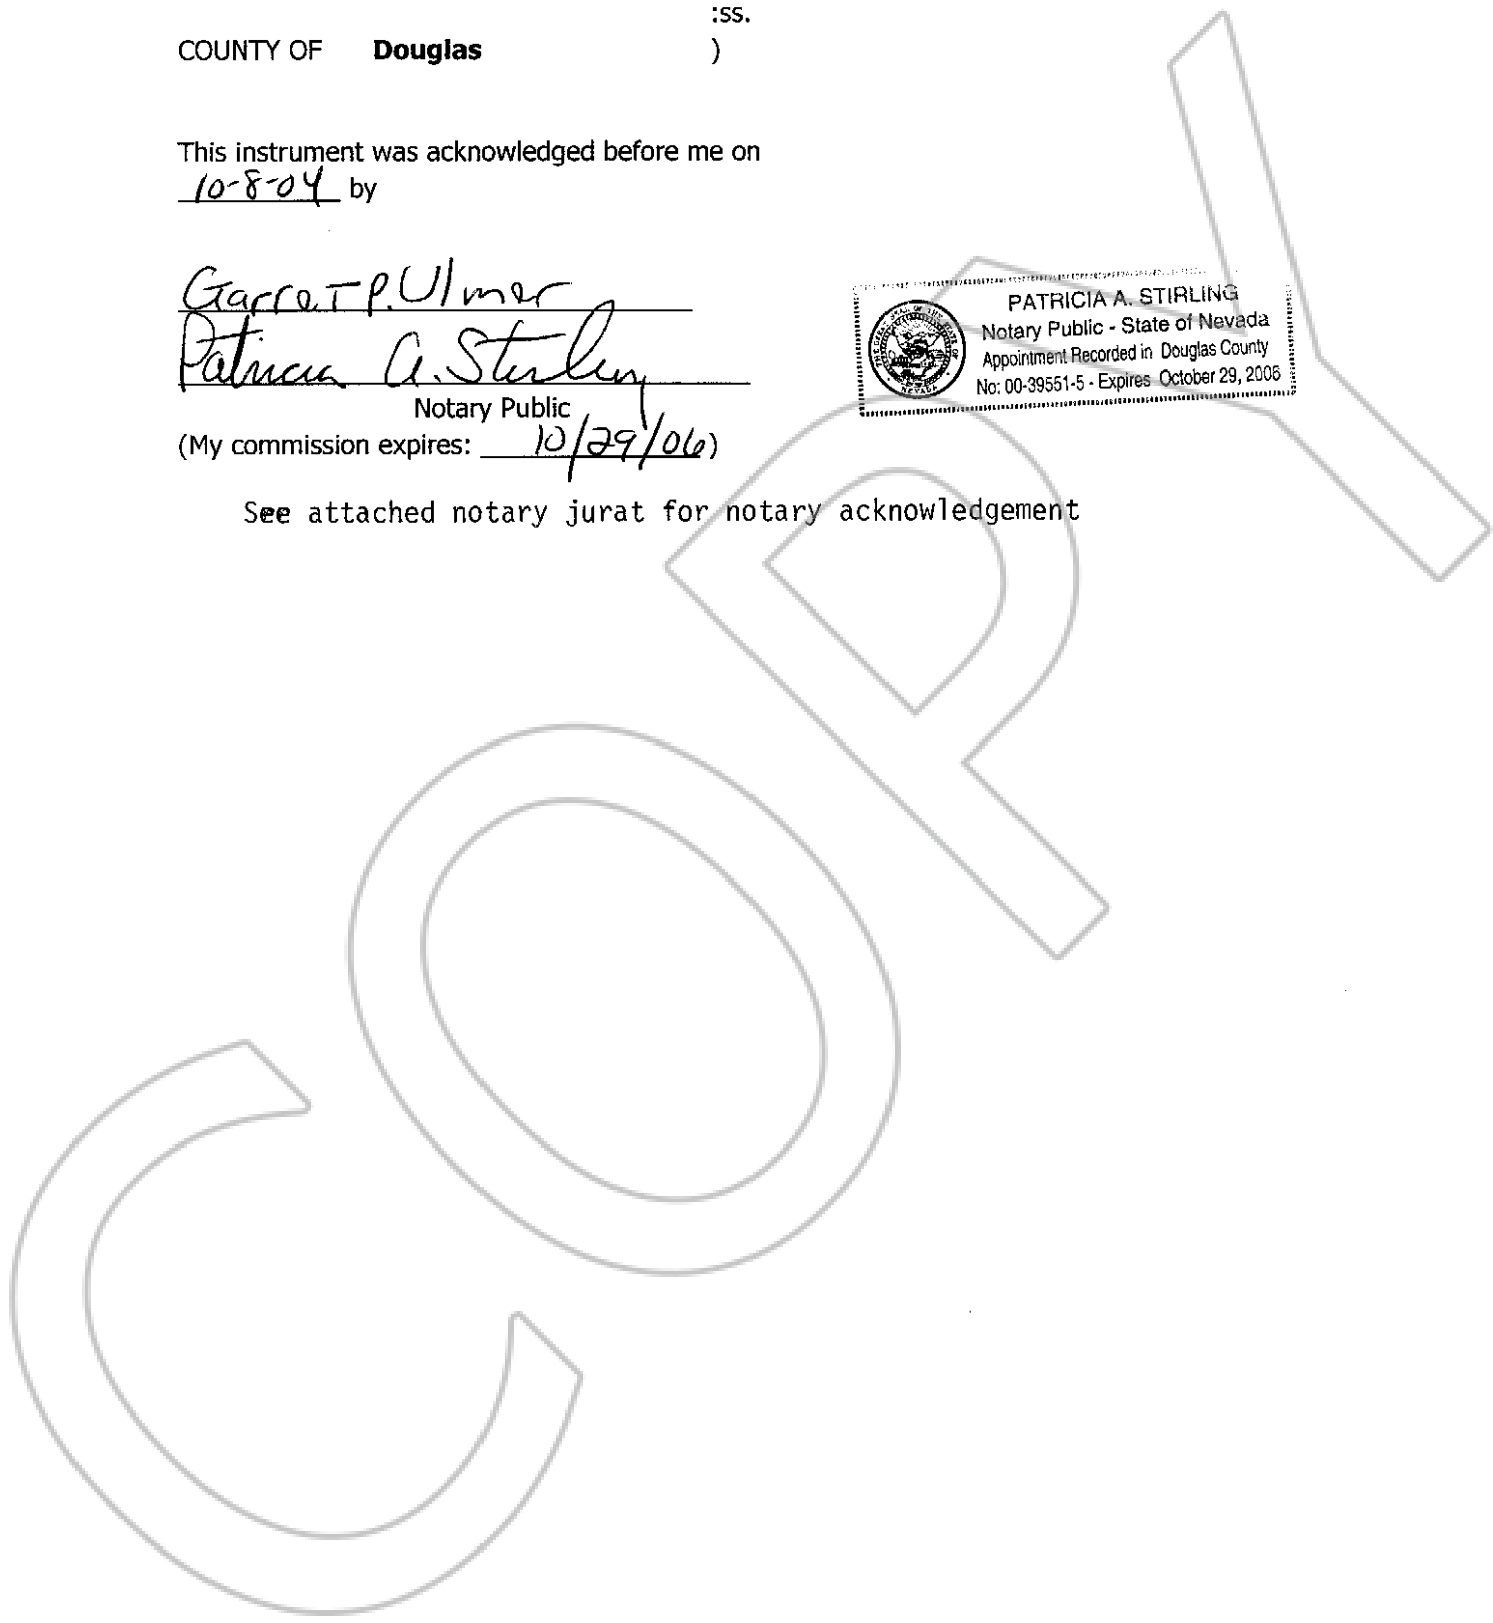 :ss.
COUNTY OF Douglas )
This instrument was acknowledged before me on
10-8-04 by
Garret P. Ulmer
Patricia A. Stirling
Notary Public
(My commission expires: 10/29/06)
See attached notary jurat for notary acknowledgement
PATRICIA A. STIRLING
Notary Public - State of Nevada
Appointment Recorded in Douglas County
No: 00-39551-5 - Expires October 29, 2006
COPY